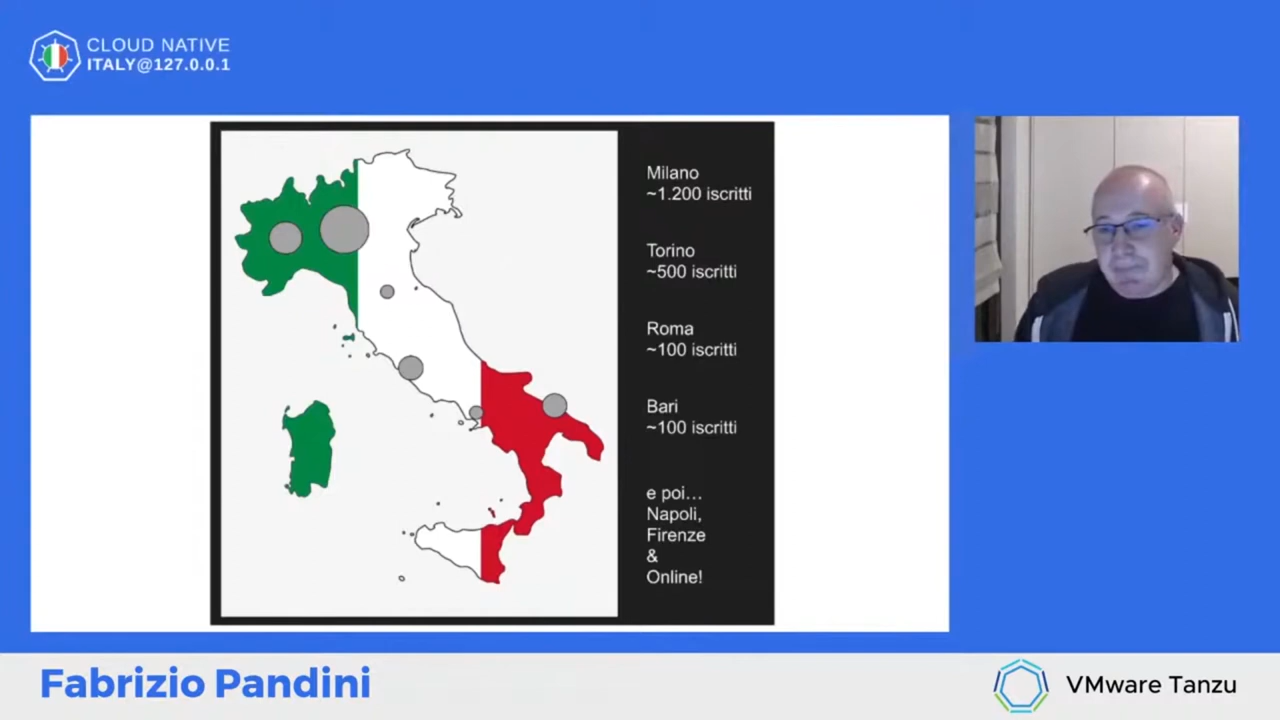 CLOUD NATIVE
ITALY@127.0.0.1
Milano
~1.200 iscritti
Torino
~500 iscritti
Roma
~100 iscritti
Bari
~100 iscritti
e poi...
Napoli,
Firenze
&
Online!
Fabrizio Pandini
VMware Tanzu